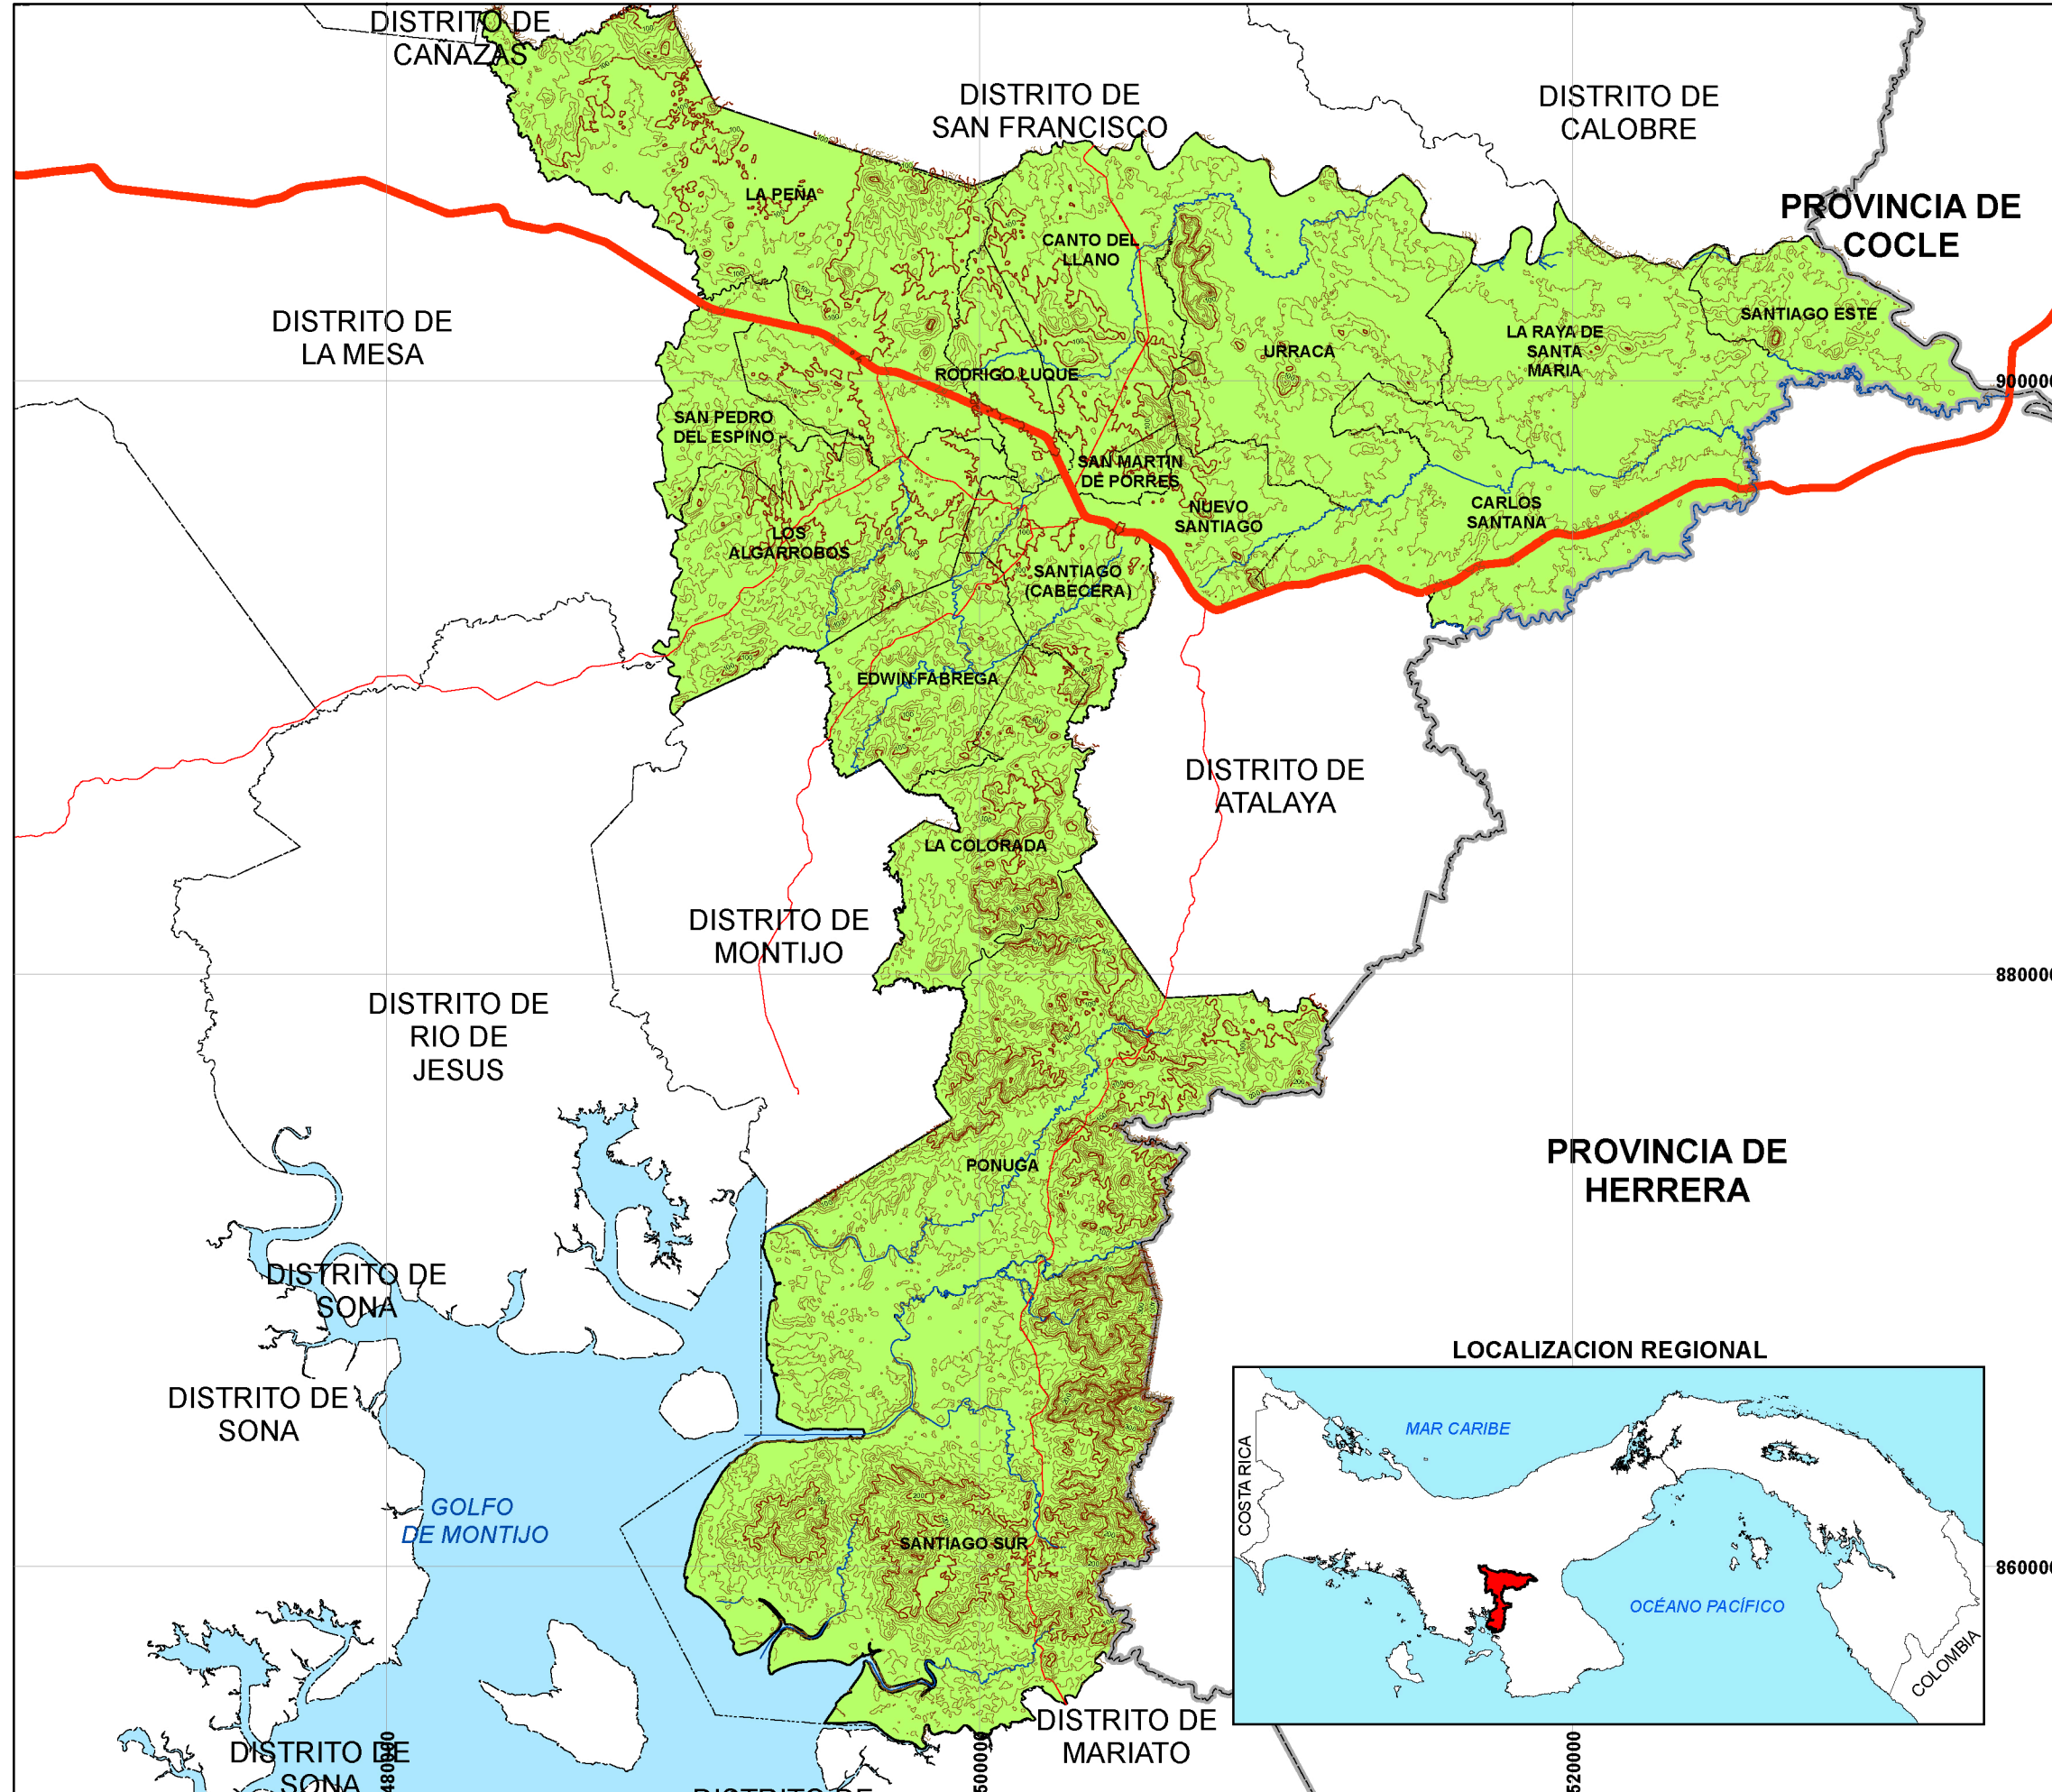 DISTRITO DE
CAÑAZAS
DISTRITO DE
SAN FRANCISCO
DISTRITO DE
CALOBRE
PROVINCIA DE
COCLE
LA PEÑA
CANTO DEL
LLANO
DISTRITO DE
LA MESA
SANTIAGO ESTE
LA RAYA DE
SANTA
MARIA
URRACA
RODRIGO LUQUE
900000
SAN PEDRO
DEL ESPINO
SAN MARTIN
DE PORRES
NUEVO
SANTIAGO
CARLOS
SANTANA
LOS
ALGARROBOS
SANTIAGO
(CABECERA)
EDWIN FABREGA
DISTRITO DE
ATALAYA
LA COLORADA
DISTRITO DE
MONTIJO
880000
DISTRITO DE
RIO DE
JESUS
PONUGA
PROVINCIA DE
HERRERA
DISTRITO DE
SONA
DISTRITO DE
SONA
LOCALIZACION REGIONAL
MAR CARIBE
COSTA RICA
OCÉANO PACÍFICO
COLOMBIA
GOLFO
DE MONTIJO
SANTIAGO SUR
860000
DISTRITO DE
MARIATO
DISTRITO DE
SONA
480000
500000
520000
DISTRITO DE